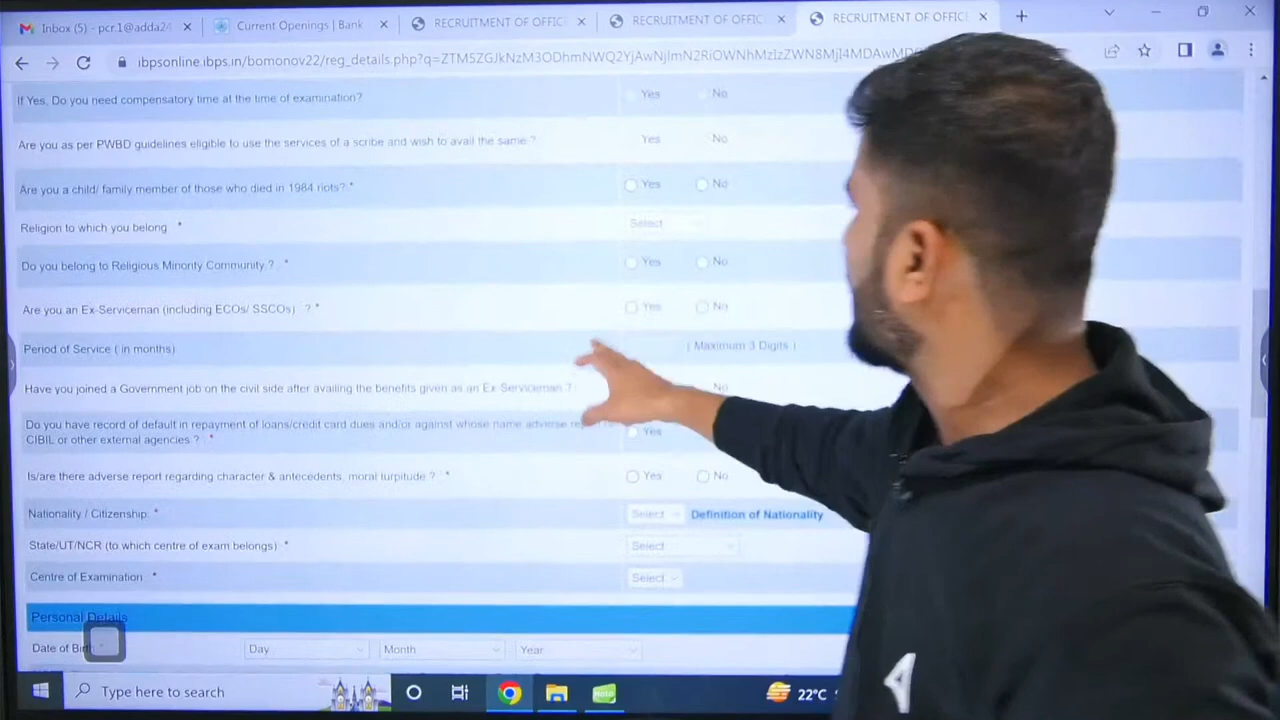 Inbox (5) - pcr.1@adda24
Current Openings | Bank
RECRUITMENT OF OFFIC
RECRUITMENT OF OFFIC
RECRUITMENT OF OFFIC
If Yes, Do you need compensatory time at the time of examination?
Yes No
Are you as per PWBD guidelines eligible to use the services of a scribe and wish to avail the same ?
Yes No
Are you a child/ family member of those who died in 1984 riots? *
Yes No
Religion to which you belong *
Select
Do you belong to Religious Minority Community ? *
Yes No
Are you an Ex-Serviceman (including ECOs/ SSCOs) ? *
Yes No
Period of Service ( in months)
( Maximum 3 Digits )
Have you joined a Government job on the civil side after availing the benefits given as an Ex-Serviceman ?
No
Do you have record of default in repayment of loans/credit card dues and/or against whose name adverse
CIBIL or other external agencies ? : *
Yes
Is/are there adverse report regarding character & antecedents, moral turpitude ? *
Yes No
Nationality / Citizenship: *
Select Definition of Nationality
State/UT/NCR (to which centre of exam belongs) *
Select
Centre of Examination *
Select
Personal Details
Date of
Day Month Year
Type here to search
22°C